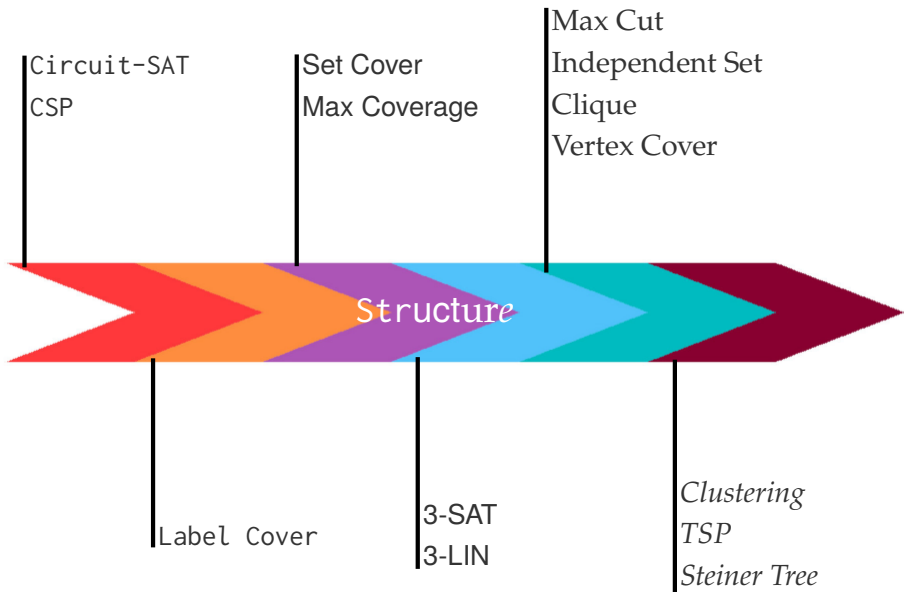 Circuit-SAT
CSP
Set Cover
Max Coverage
Max Cut
Independent Set
Clique
Vertex Cover
Structure
Label Cover
3-SAT
3-LIN
Clustering
TSP
Steiner Tree